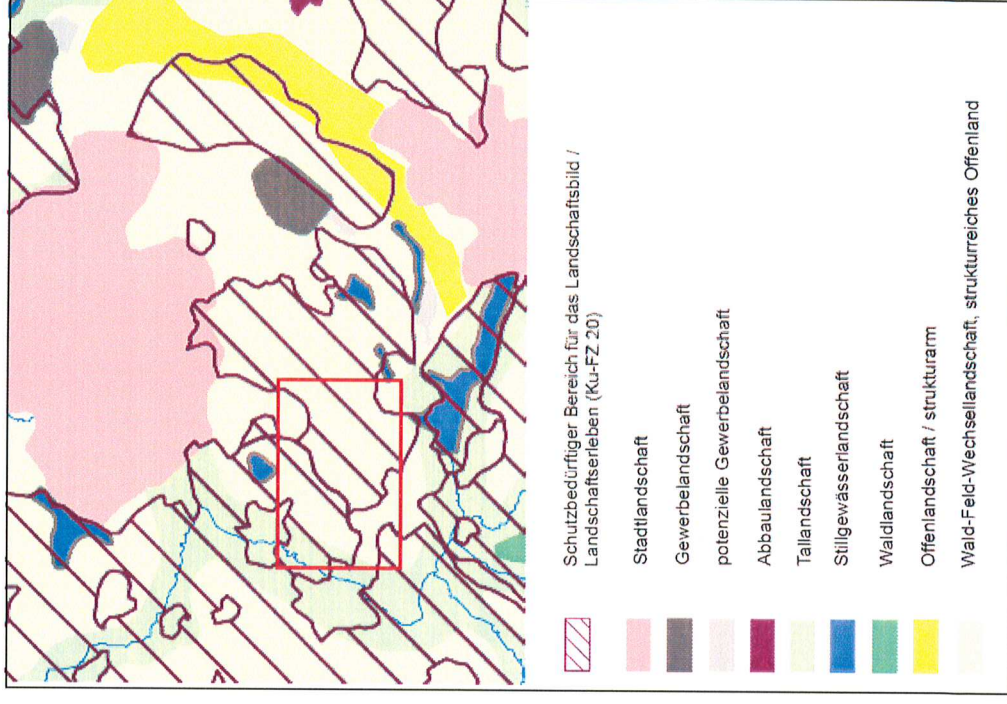 Schutzbedürftiger Bereich für das Landschaftsbild /
Landschaftserleben (Ku-FZ 20)
Stadtlandschaft
Gewerbelandschaft
potenzielle Gewerbelandschaft
Abbaulandschaft
Tallandschaft
Stillgewässerlandschaft
Waldlandschaft
Offenlandschaft / strukturarm
Wald-Feld-Wechsellandschaft, strukturreiches Offenland